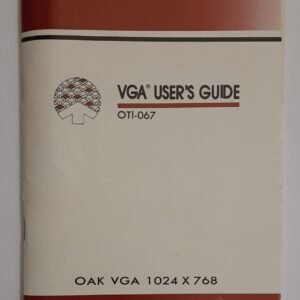 VGA® USER'S GUIDE
OTI-067
OAK VGA 1024 X 768